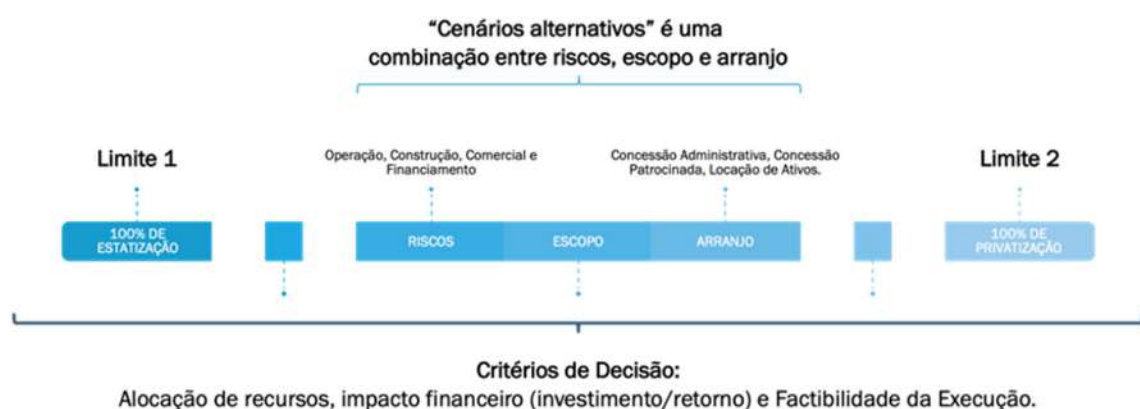 “Cenários alternativos” é uma
combinação entre riscos, escopo e arranjo
Limite 1
Operação, Construção, Comercial e
Financiamento
Concessão Administrativa, Concessão
Patrocinada, Locação de Ativos.
Limite 2
100% DE
ESTATIZAÇÃO
RISCOS
ESCOPO
ARRANJO
100% DE
PRIVATIZAÇÃO
Critérios de Decisão:
Alocação de recursos, impacto financeiro (investimento/retorno) e Factibilidade da Execução.